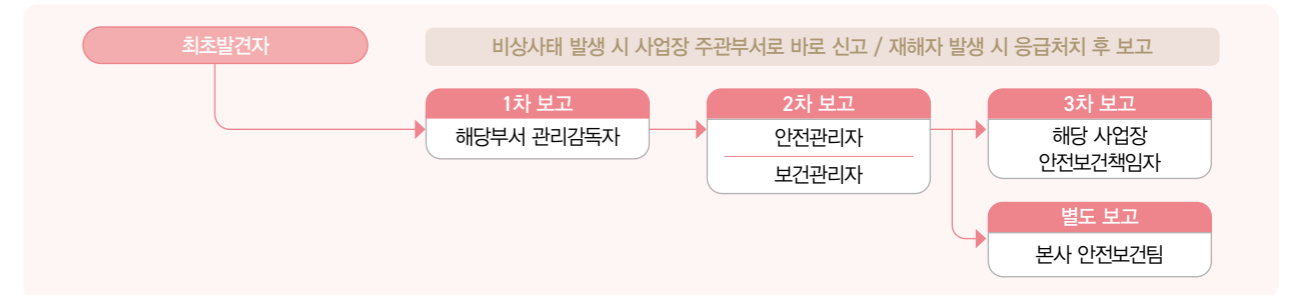 최초발견자
비상사태 발생 시 사업장 주관부서로 바로 신고 / 재해자 발생 시 응급처치 후 보고
1차 보고
해당부서 관리감독자
2차 보고
안전관리자
보건관리자
3차 보고
해당 사업장
안전보건책임자
별도 보고
본사 안전보건팀